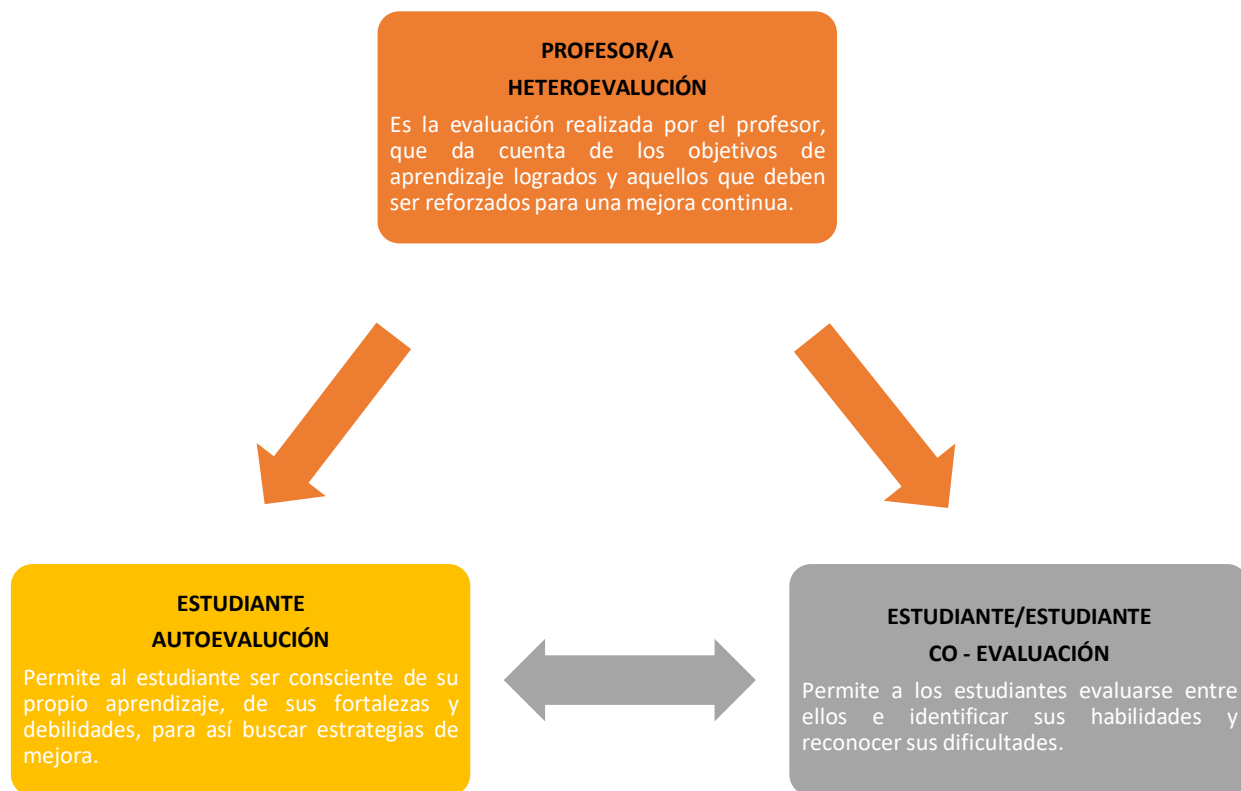 PROFESOR/A
HETEROEVALUCIÓN
Es la evaluación realizada por el profesor,
que da cuenta de los objetivos de
aprendizaje logrados y aquellos que deben
ser reforzados para una mejora continua.
ESTUDIANTE
AUTOEVALUCIÓN
Permite al estudiante ser consciente de su
propio aprendizaje, de sus fortalezas y
debilidades, para así buscar estrategias de
mejora.
ESTUDIANTE/ESTUDIANTE
CO - EVALUACIÓN
Permite a los estudiantes evaluarse entre
ellos e identificar sus habilidades y
reconocer sus dificultades.